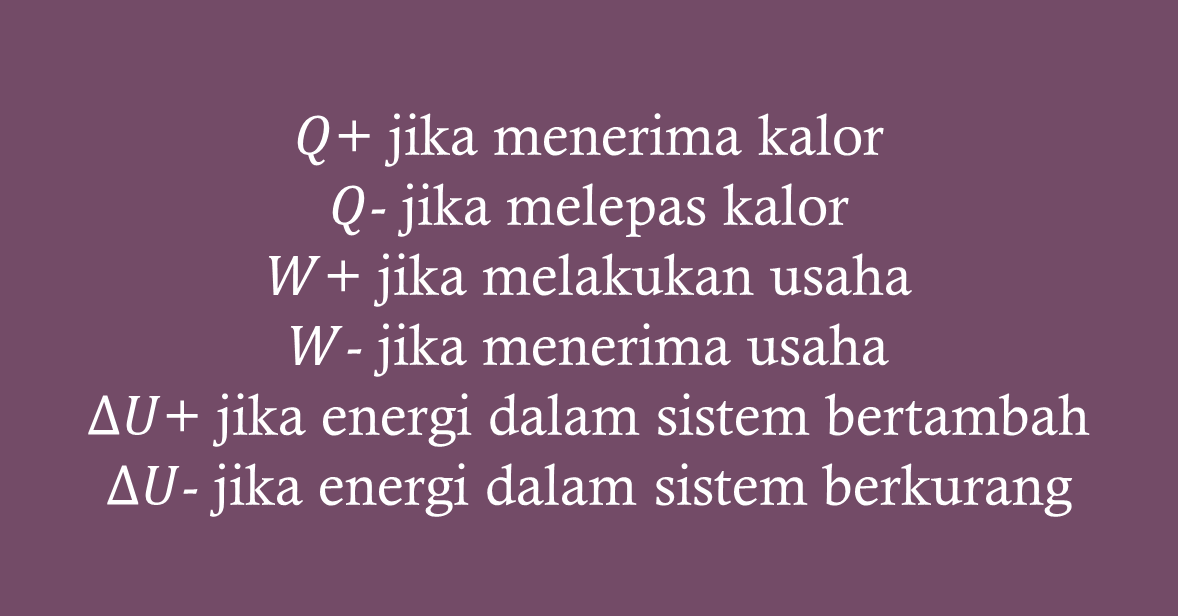 Q+ jika menerima kalor
Q- jika melepas kalor
W+ jika melakukan usaha
W- jika menerima usaha
ΔU+ jika energi dalam sistem bertambah
ΔU- jika energi dalam sistem berkurang